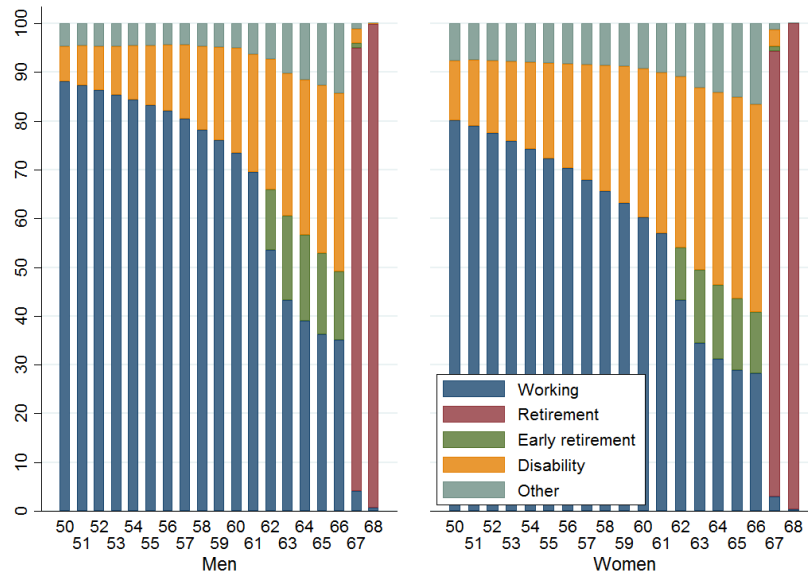 100
90
80
70
60
50
40
30
20
10
0
Working
Retirement
Early retirement
Disability
Other
50 52 54 56 58 60 62 64 66 68
51 53 55 57 59 61 63 65 67
Men
50 52 54 56 58 60 62 64 66 68
51 53 55 57 59 61 63 65 67
Women